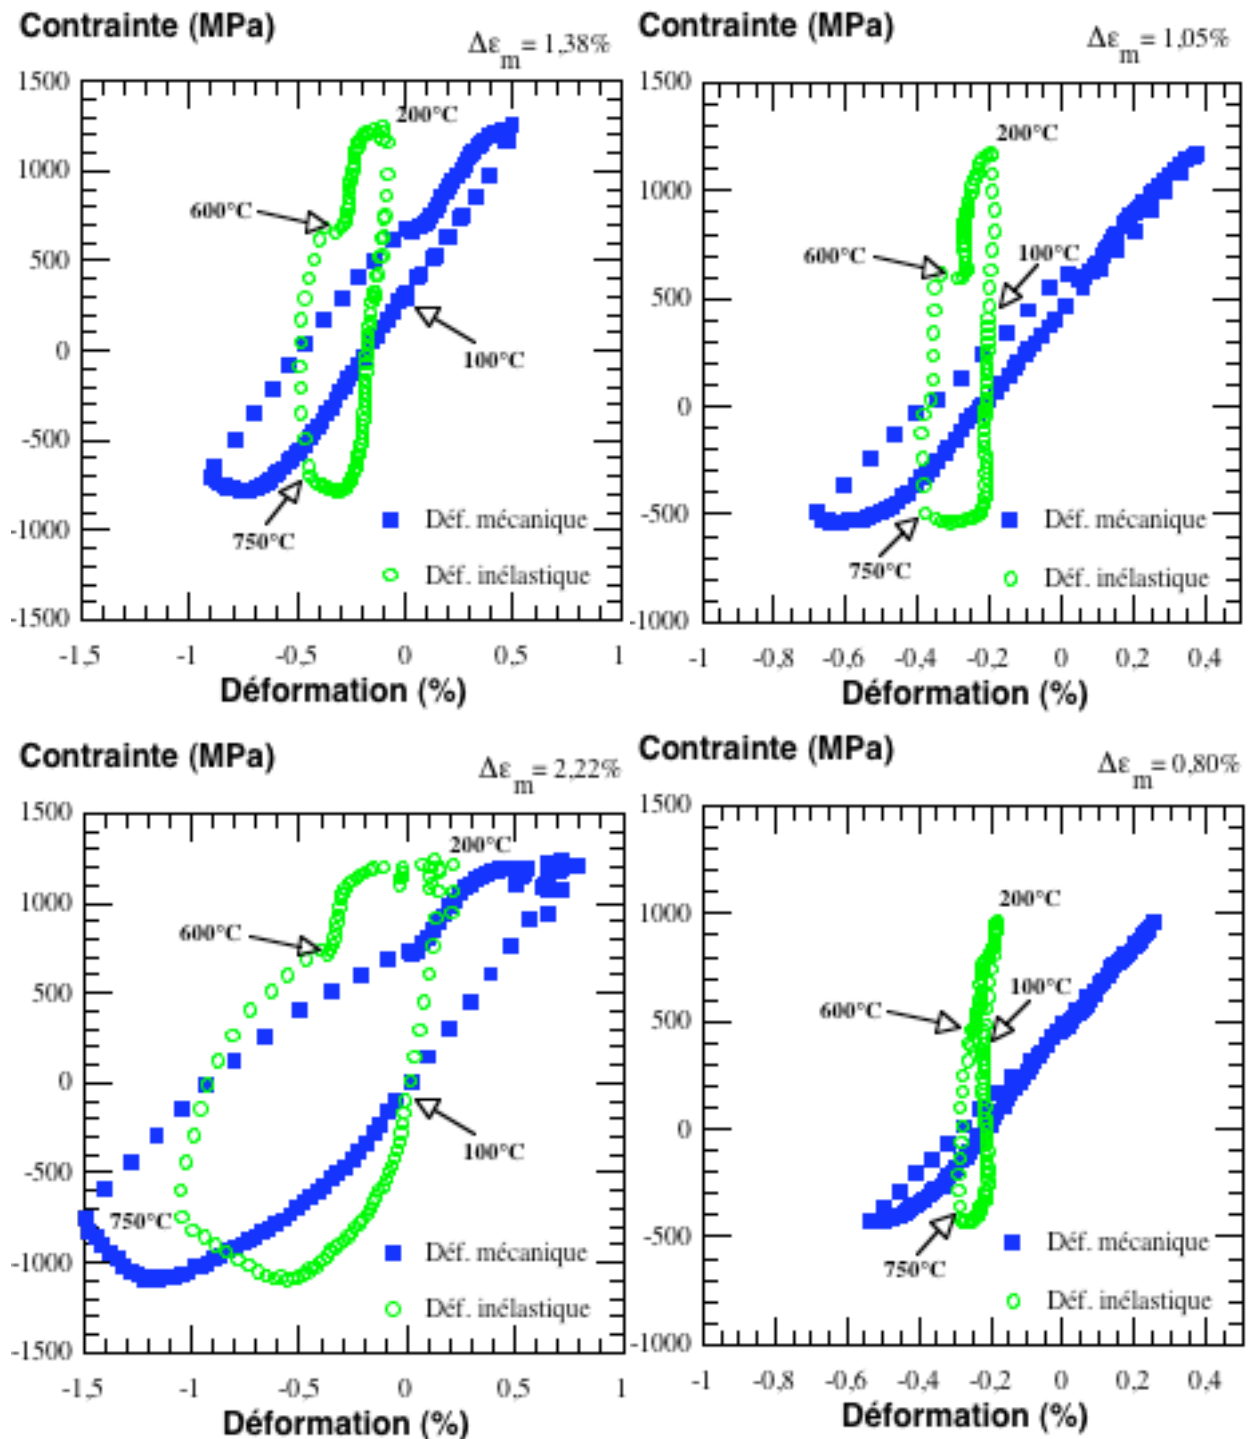 Contrainte (MPa)
Δε_m = 1,38%
1500
1000
500
0
-500
-1000
-1500
200°C
600°C
100°C
750°C
Déf. mécanique
Déf. inélastique
-1,5 -1 -0,5 0 0,5 1
Déformation (%)
Contrainte (MPa)
Δε_m = 1,05%
1500
1000
500
0
-500
-1000
200°C
600°C
100°C
750°C
Déf. mécanique
Déf. inélastique
-1 -0,8 -0,6 -0,4 -0,2 0 0,2 0,4
Déformation (%)
Contrainte (MPa)
Δε_m = 2,22%
1500
1000
500
0
-500
-1000
-1500
200°C
600°C
100°C
750°C
Déf. mécanique
Déf. inélastique
-1,5 -1 -0,5 0 0,5 1
Déformation (%)
Contrainte (MPa)
Δε_m = 0,80%
1500
1000
500
0
-500
-1000
200°C
600°C
100°C
750°C
Déf. mécanique
Déf. inélastique
-1 -0,8 -0,6 -0,4 -0,2 0 0,2 0,4
Déformation (%)